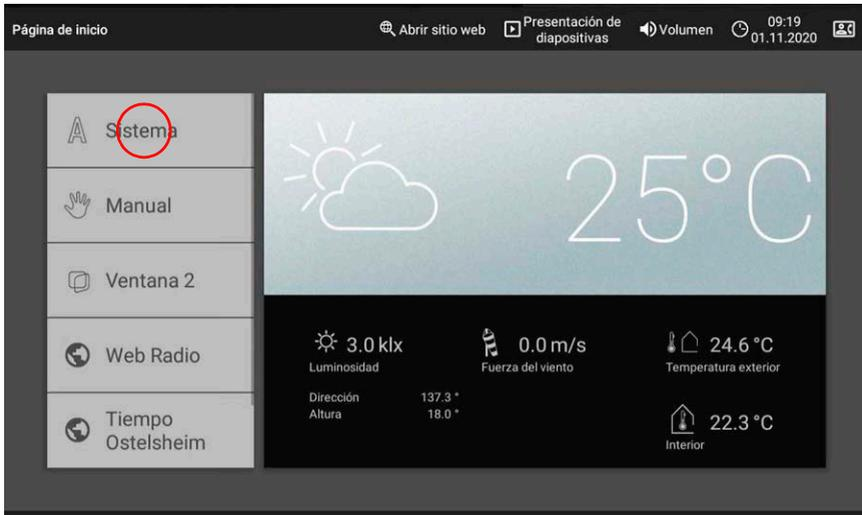 Página de inicio
Abrir sitio web
Presentación de
diapositivas
Volumen
09:19
01.11.2020
Sistema
Manual
Ventana 2
Web Radio
Tiempo
Ostelsheim
25°C
3.0 klx
Luminosidad
0.0 m/s
Fuerza del viento
24.6 °C
Temperatura exterior
Dirección 137.3 °
Altura 18.0 °
22.3 °C
Interior